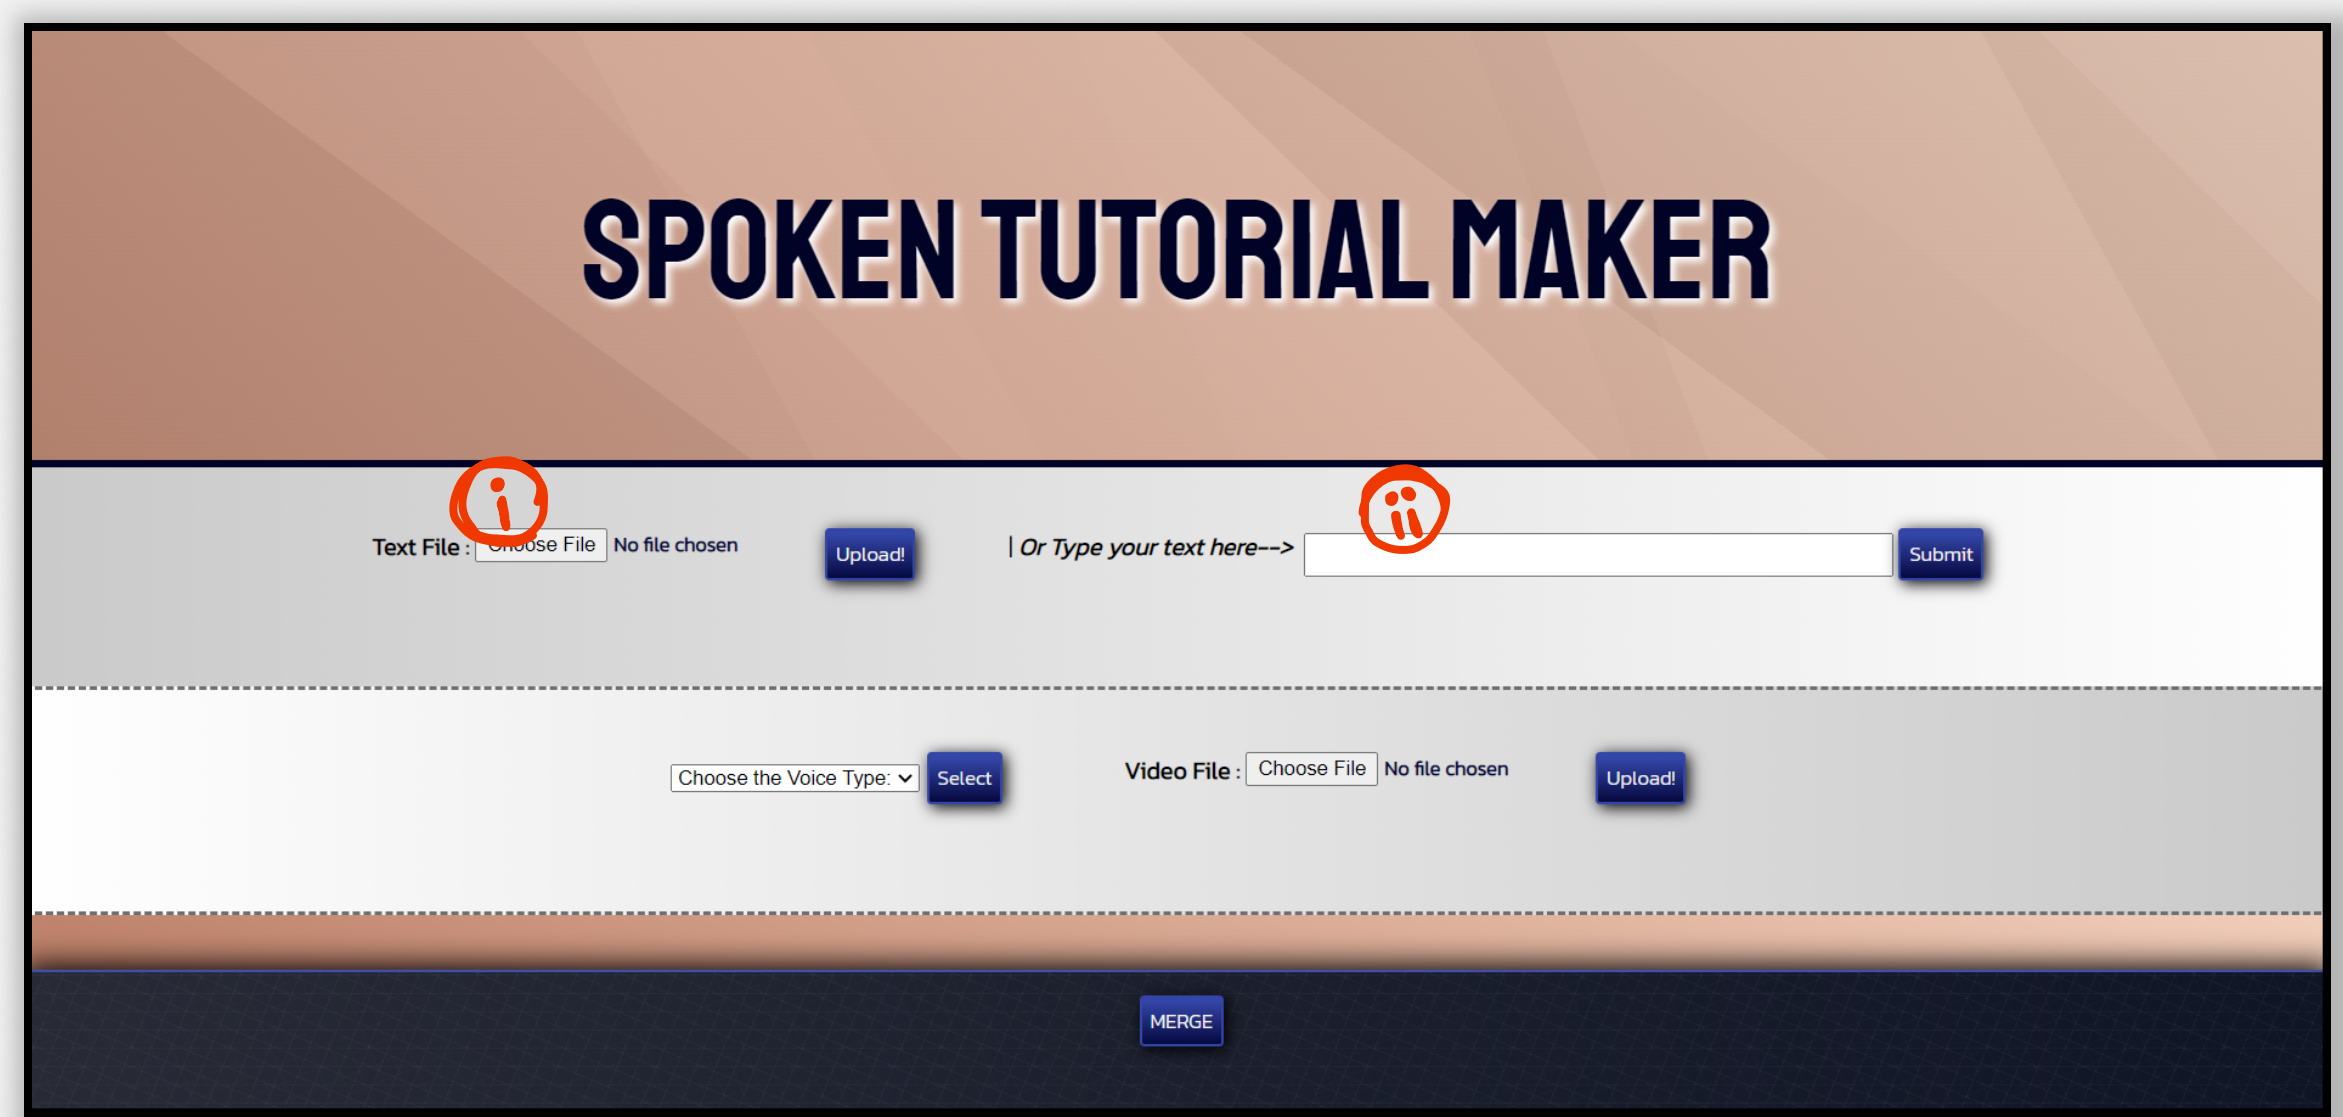 SPOKEN TUTORIAL MAKER
i
ii
Text File : Choose File No file chosen Upload! | Or Type your text here--> Submit
Choose the Voice Type: Select Video File : Choose File No file chosen Upload!
MERGE